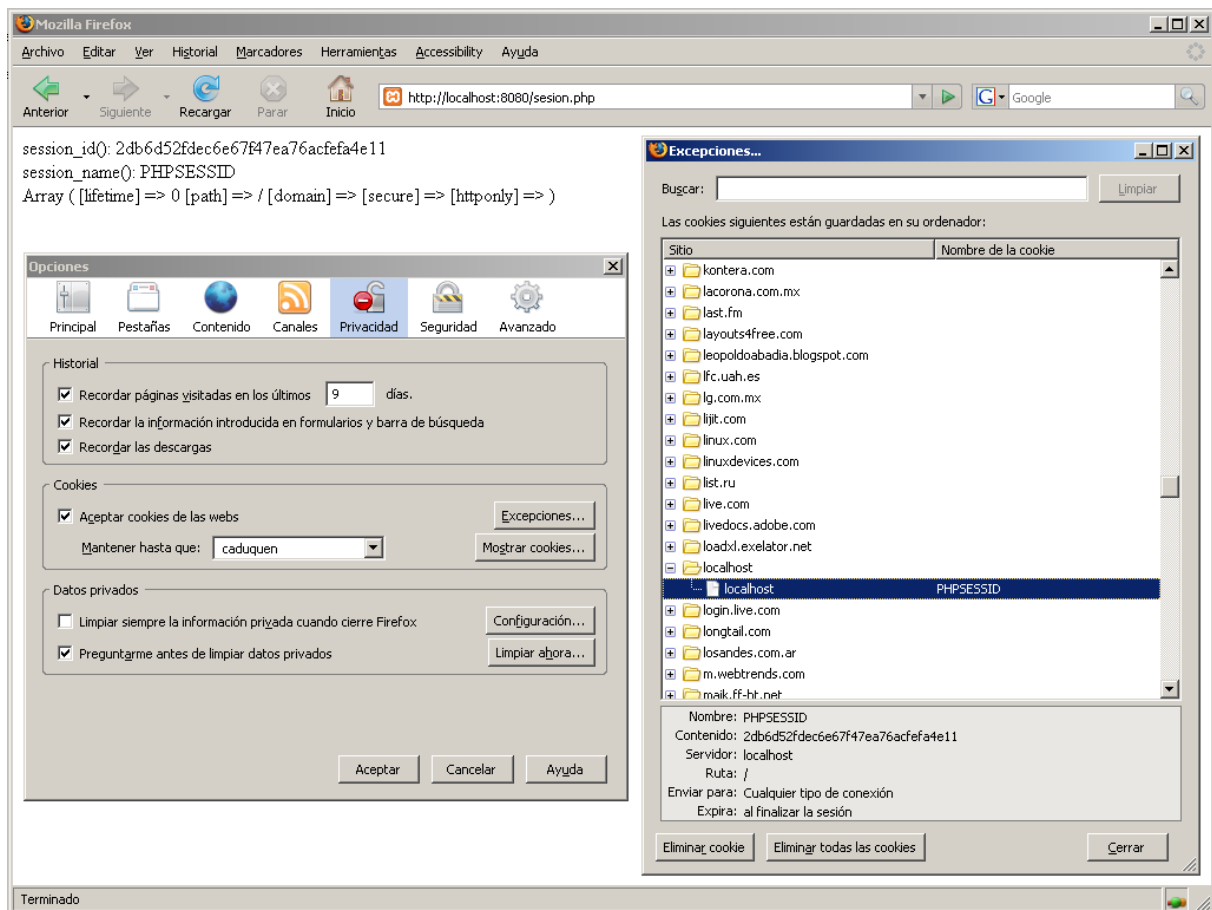 Mozilla Firefox
Archivo Editar Ver Historial Marcadores Herramientas Accessibility Ayuda
Anterior Siguiente Recargar Parar Inicio http://localhost:8080/sesion.php G Google
session_id(): 2db6d52fdec6e67f47ea76acfefa4e11
session_name(): PHPSESSID
Array ( [lifetime] => 0 [path] => / [domain] => [secure] => [httponly] => )
Opciones
Principal Pestañas Contenido Canales Privacidad Seguridad Avanzado
Historial
Recordar páginas visitadas en los últimos 9 días.
Recordar la información introducida en formularios y barra de búsqueda
Recordar las descargas
Cookies
Aceptar cookies de las webs Excepciones...
Mantener hasta que: caduquen Mostrar cookies...
Datos privados
Limpiar siempre la información privada cuando cierre Firefox Configuración...
Preguntarme antes de limpiar datos privados Limpiar ahora...
Aceptar Cancelar Ayuda
Excepciones...
Buscar: Limpiar
Las cookies siguientes están guardadas en su ordenador:
Sitio Nombre de la cookie
kontera.com
lacorona.com.mx
last.fm
layouts4free.com
leopoldoabadia.blogspot.com
lfc.uah.es
lg.com.mx
lijit.com
linux.com
linuxdevices.com
list.ru
live.com
livedocs.adobe.com
loadxl.exelator.net
localhost
localhost PHPSESSID
login.live.com
longtail.com
losandes.com.ar
m.webtrends.com
maik.ff-bt.net
Nombre: PHPSESSID
Contenido: 2db6d52fdec6e67f47ea76acfefa4e11
Servidor: localhost
Ruta: /
Enviar para: Cualquier tipo de conexión
Expira: al finalizar la sesión
Eliminar cookie Eliminar todas las cookies Cerrar
Terminado